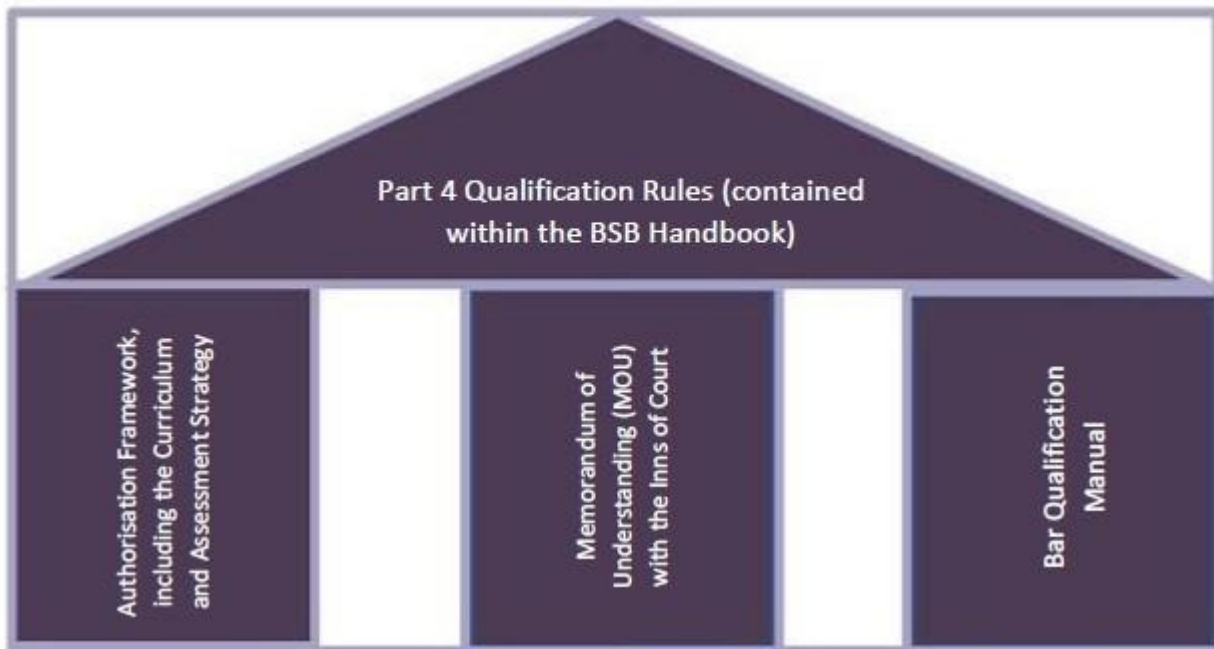 Part 4 Qualification Rules (contained
within the BSB Handbook)
Authorisation Framework,
including the Curriculum
and Assessment Strategy
Memorandum of
Understanding (MOU)
with the Inns of Court
Bar Qualification
Manual